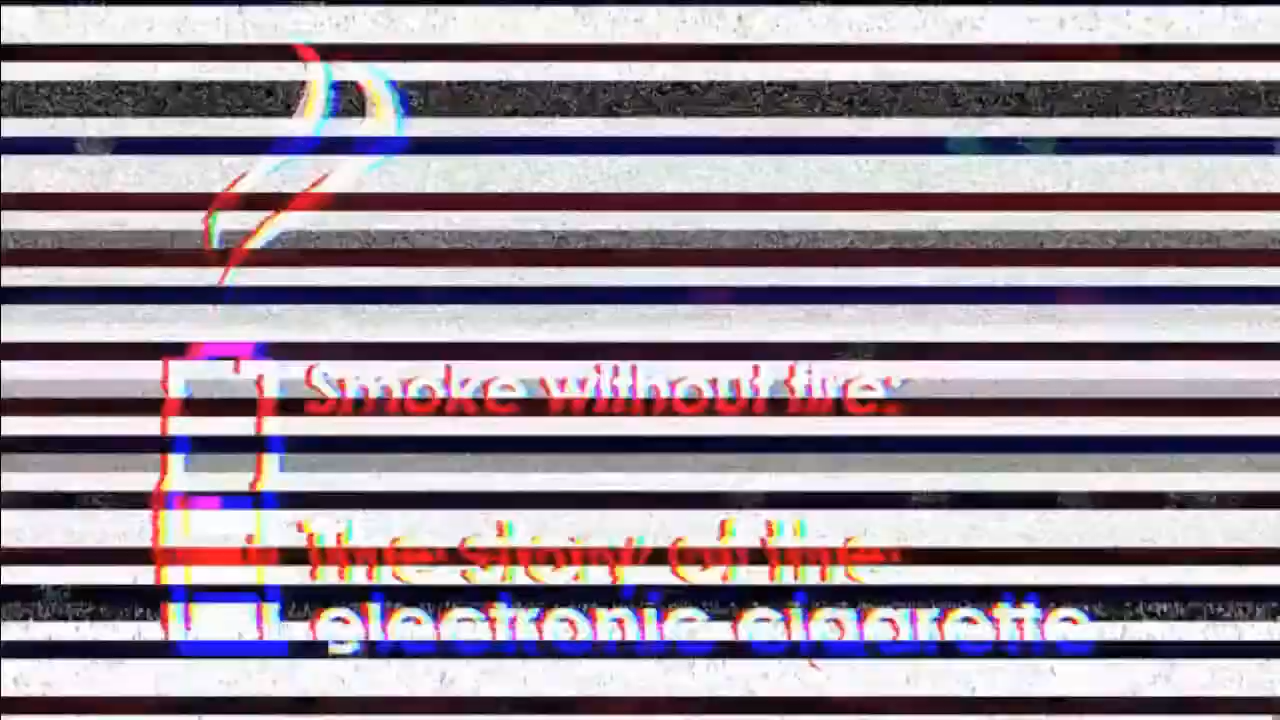 Smoke without fire:
The story of the
electronic cigarette